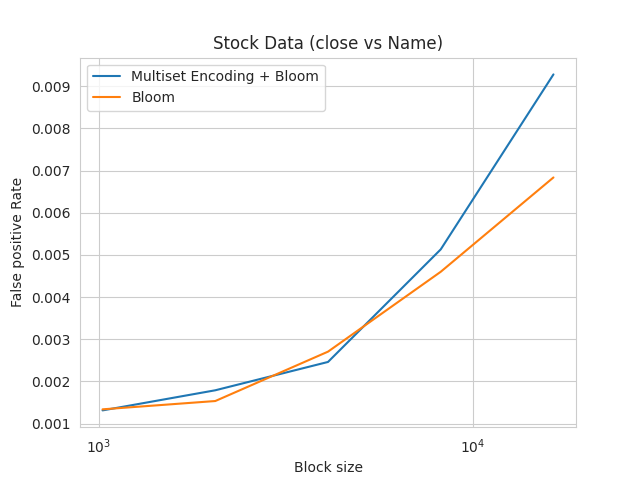 Stock Data (close vs Name)
Multiset Encoding + Bloom
Bloom
False positive Rate
0.009
0.008
0.007
0.006
0.005
0.004
0.003
0.002
0.001
10³
10⁴
Block size